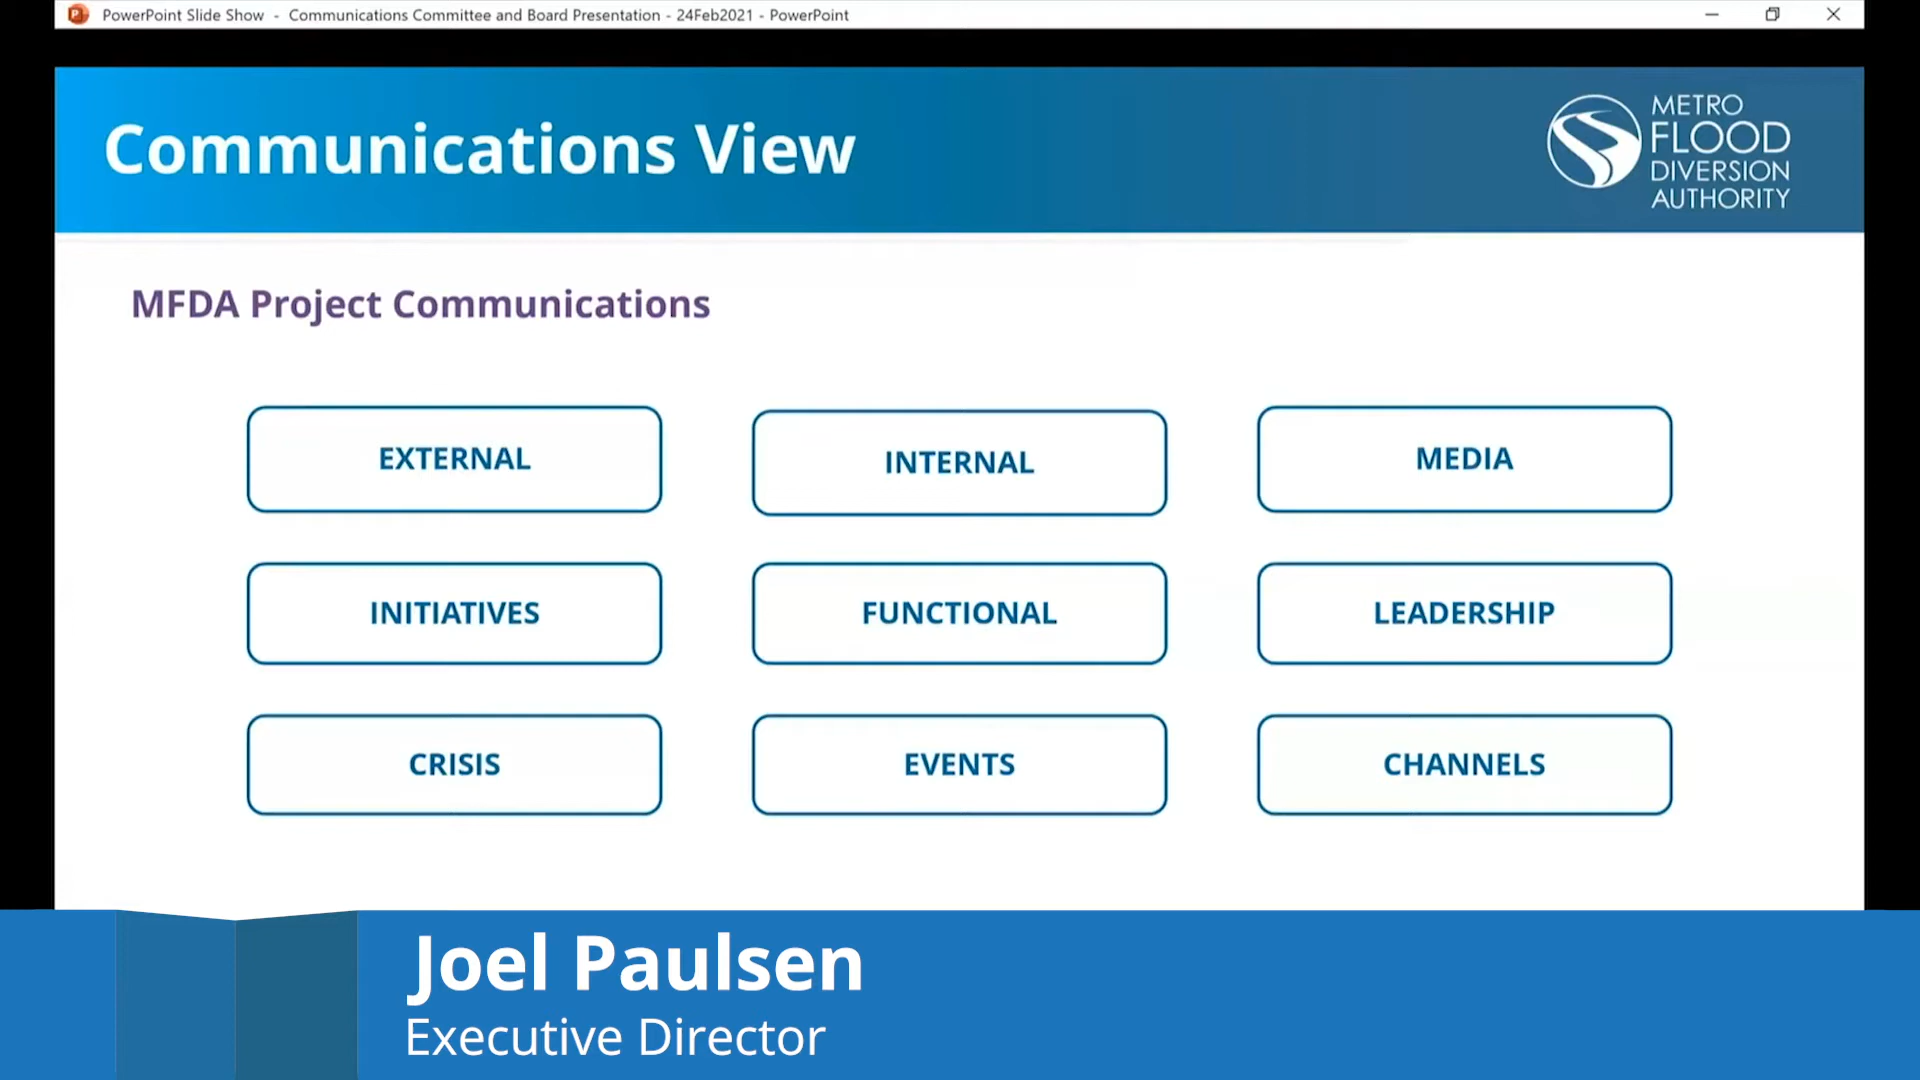 PowerPoint Slide Show - Communications Committee and Board Presentation - 24Feb2021 - PowerPoint
Communications View
METRO
FLOOD
DIVERSION
AUTHORITY
MFDA Project Communications
EXTERNAL
INTERNAL
MEDIA
INITIATIVES
FUNCTIONAL
LEADERSHIP
CRISIS
EVENTS
CHANNELS
Joel Paulsen
Executive Director